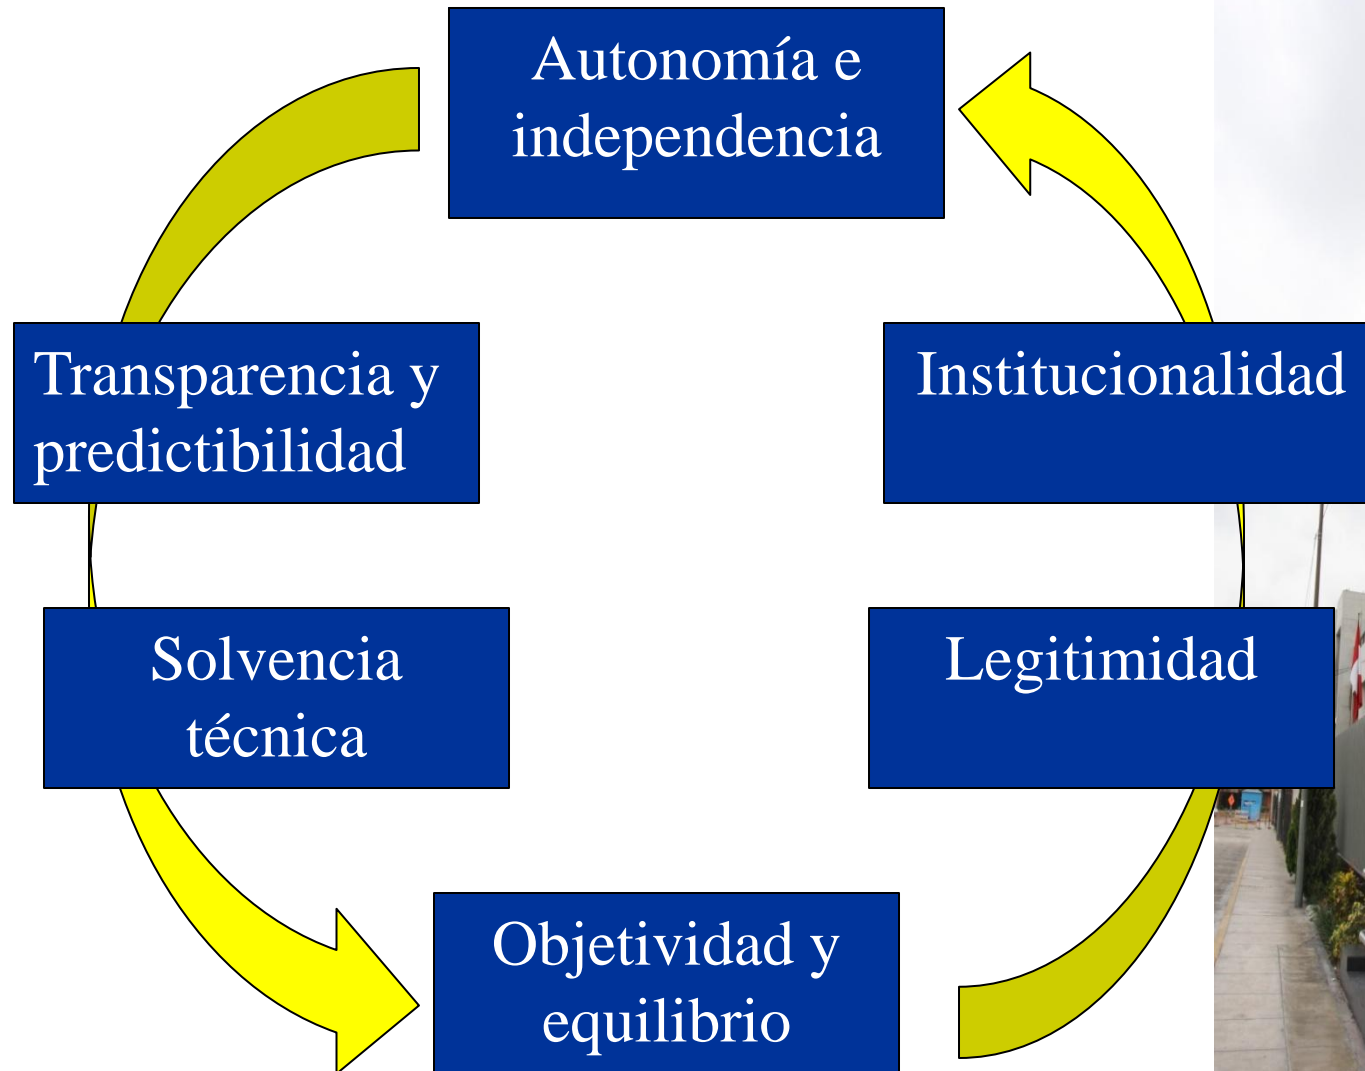 Autonomía e
independencia
Transparencia y
predictibilidad
Institucionalidad
Solvencia
técnica
Legitimidad
Objetividad y
equilibrio